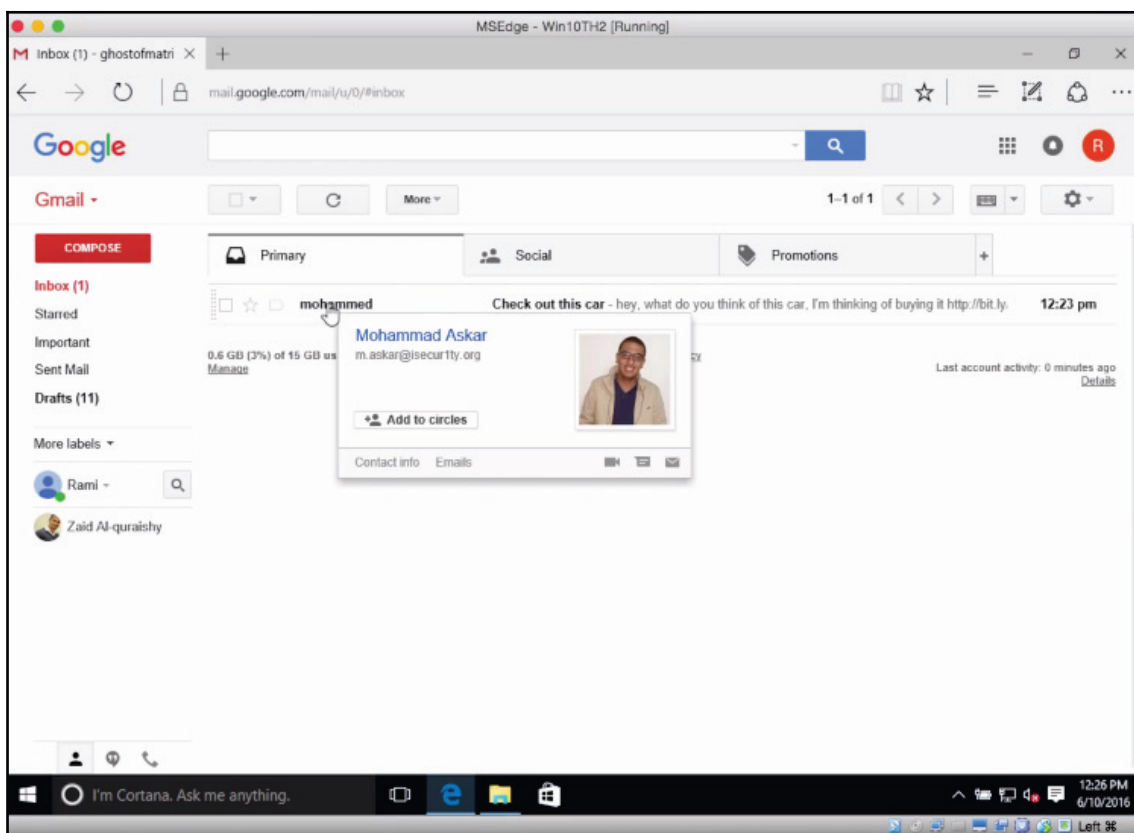 MSEdge - Win10TH2 [Running]
Inbox (1) - ghostofmatri
mail.google.com/mail/u/0/#inbox
Google
R
Gmail
More
1–1 of 1
COMPOSE
Primary
Social
Promotions
Inbox (1)
mohammed
Check out this car - hey, what do you think of this car, I'm thinking of buying it http://bit.ly.
12:23 pm
Starred
Mohammad Askar
Important
m.askar@isecur1ty.org
0.6 GB (3%) of 15 GB us
cy
Last account activity: 0 minutes ago
Sent Mail
Manage
Details
Drafts (11)
Add to circles
More labels
Contact info
Emails
Rami
Zaid Al-quraishy
I'm Cortana. Ask me anything.
12:26 PM
6/10/2016
Left ⌘